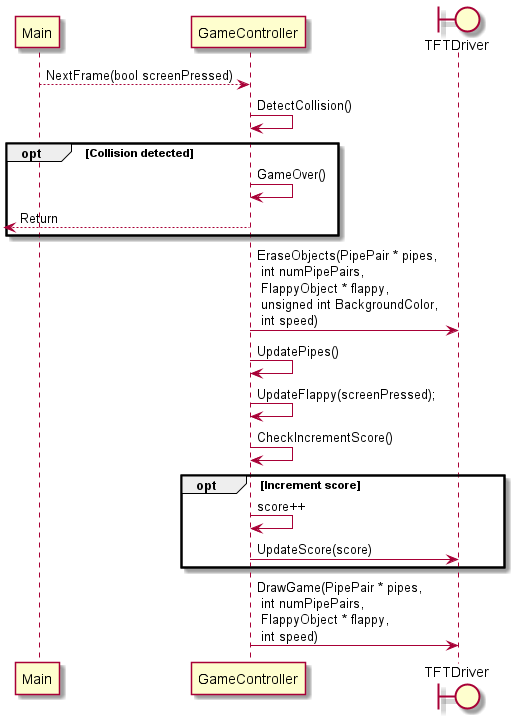 Main
GameController
TFTDriver
NextFrame(bool screenPressed)
DetectCollision()
opt
[Collision detected]
GameOver()
Return
EraseObjects(PipePair * pipes,
int numPipePairs,
FlappyObject * flappy,
unsigned int BackgroundColor,
int speed)
UpdatePipes()
UpdateFlappy(screenPressed);
CheckIncrementScore()
opt
[Increment score]
score++
UpdateScore(score)
DrawGame(PipePair * pipes,
int numPipePairs,
FlappyObject * flappy,
int speed)
Main
GameController
TFTDriver